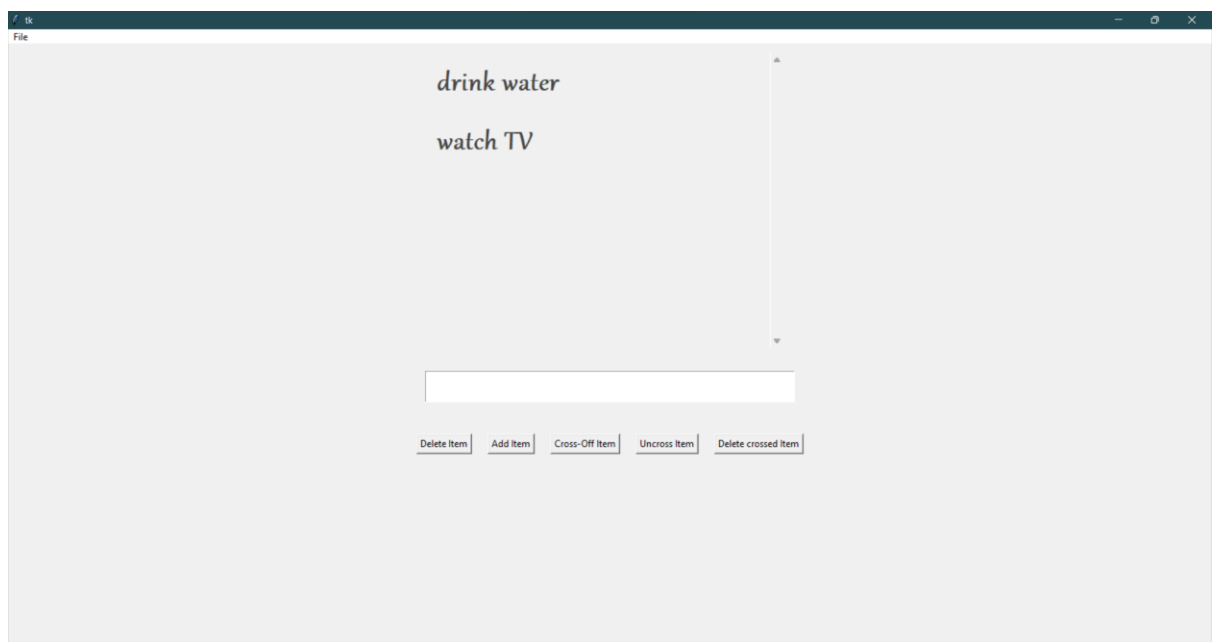 tk
File
drink water
watch TV
Delete Item Add Item Cross-Off Item Uncross Item Delete crossed Item